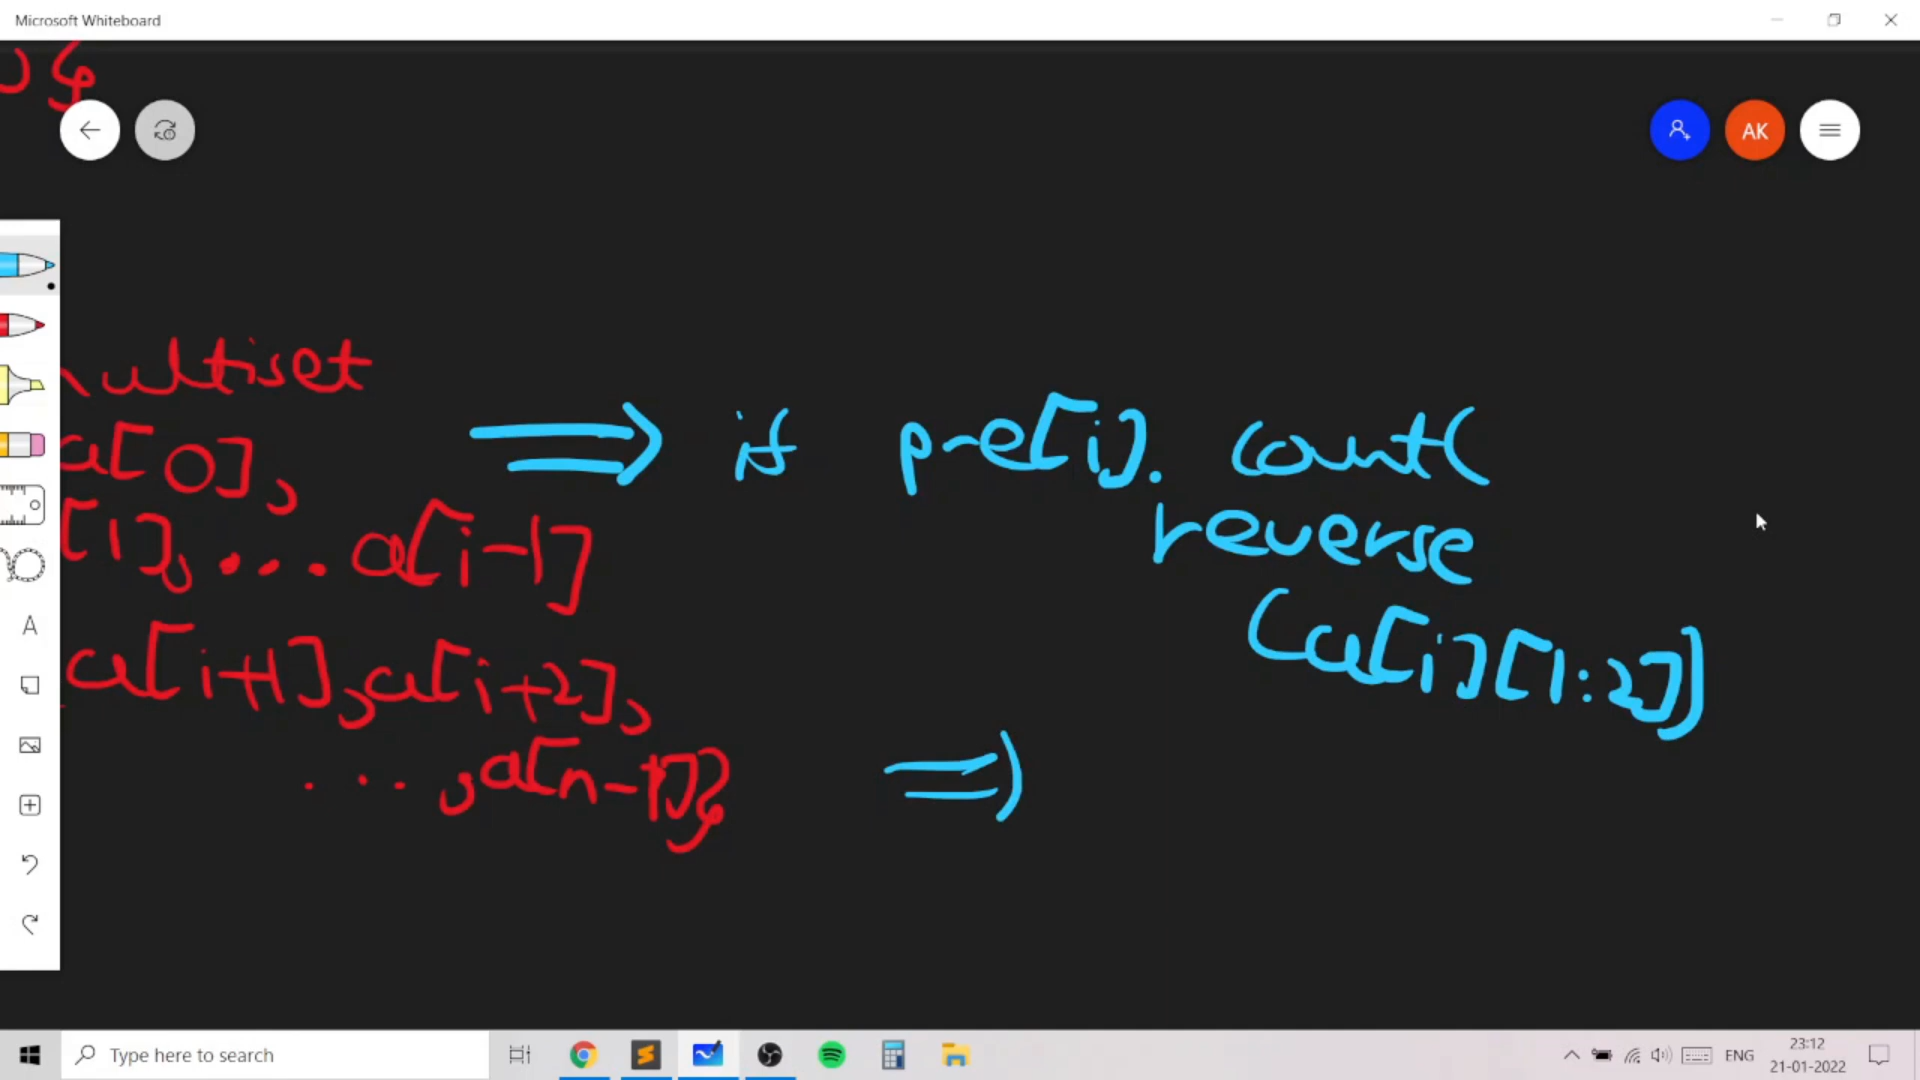 Microsoft Whiteboard
AK
multiset
a[0],
[1], ... a[i-1]
a[i+1], a[i+2],
..., a[n-1]}
⟹ if pre[i]. count(
reverse
(a[i][1:2])
⟹
A
Type here to search
ENG
23:12
21-01-2022